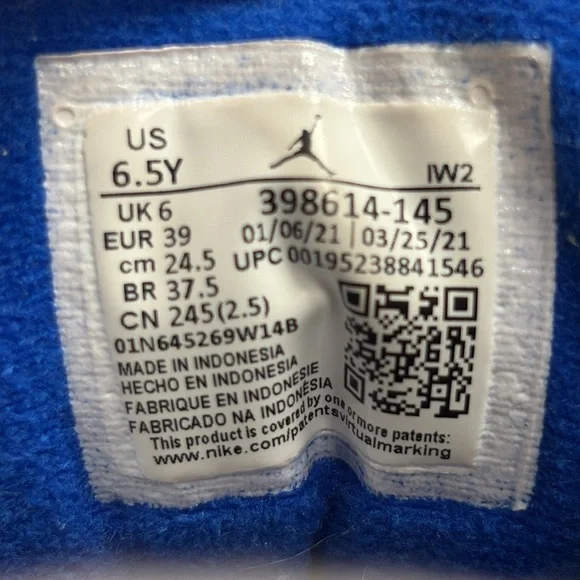 US
6.5Y
IW2
UK 6
398614-145
EUR 39
01/06/21 | 03/25/21
cm 24.5
UPC 00195238841546
BR 37.5
CN 245(2.5)
01N645269W14B
MADE IN INDONESIA
HECHO EN INDONESIA
FABRIQUE EN INDONESIE
FABRICADO NA INDONÉSIA
This product is covered by one or more patents:
www.nike.com/patentsvirtualmarking